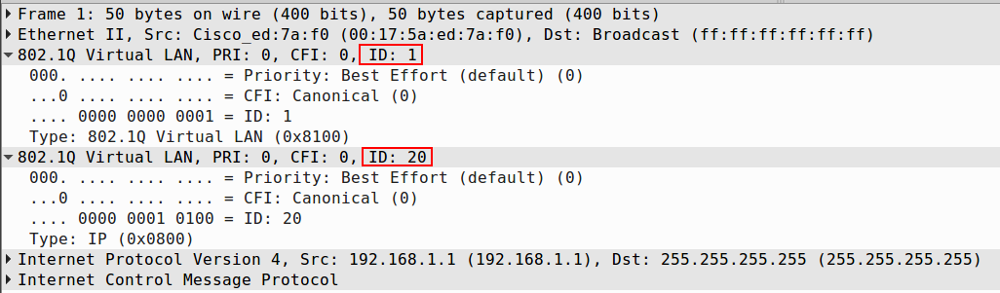 Frame 1: 50 bytes on wire (400 bits), 50 bytes captured (400 bits)
Ethernet II, Src: Cisco_ed:7a:f0 (00:17:5a:ed:7a:f0), Dst: Broadcast (ff:ff:ff:ff:ff:ff)
802.1Q Virtual LAN, PRI: 0, CFI: 0, ID: 1
000. .... .... .... = Priority: Best Effort (default) (0)
...0 .... .... .... = CFI: Canonical (0)
.... 0000 0000 0001 = ID: 1
Type: 802.1Q Virtual LAN (0x8100)
802.1Q Virtual LAN, PRI: 0, CFI: 0, ID: 20
000. .... .... .... = Priority: Best Effort (default) (0)
...0 .... .... .... = CFI: Canonical (0)
.... 0000 0001 0100 = ID: 20
Type: IP (0x0800)
Internet Protocol Version 4, Src: 192.168.1.1 (192.168.1.1), Dst: 255.255.255.255 (255.255.255.255)
Internet Control Message Protocol